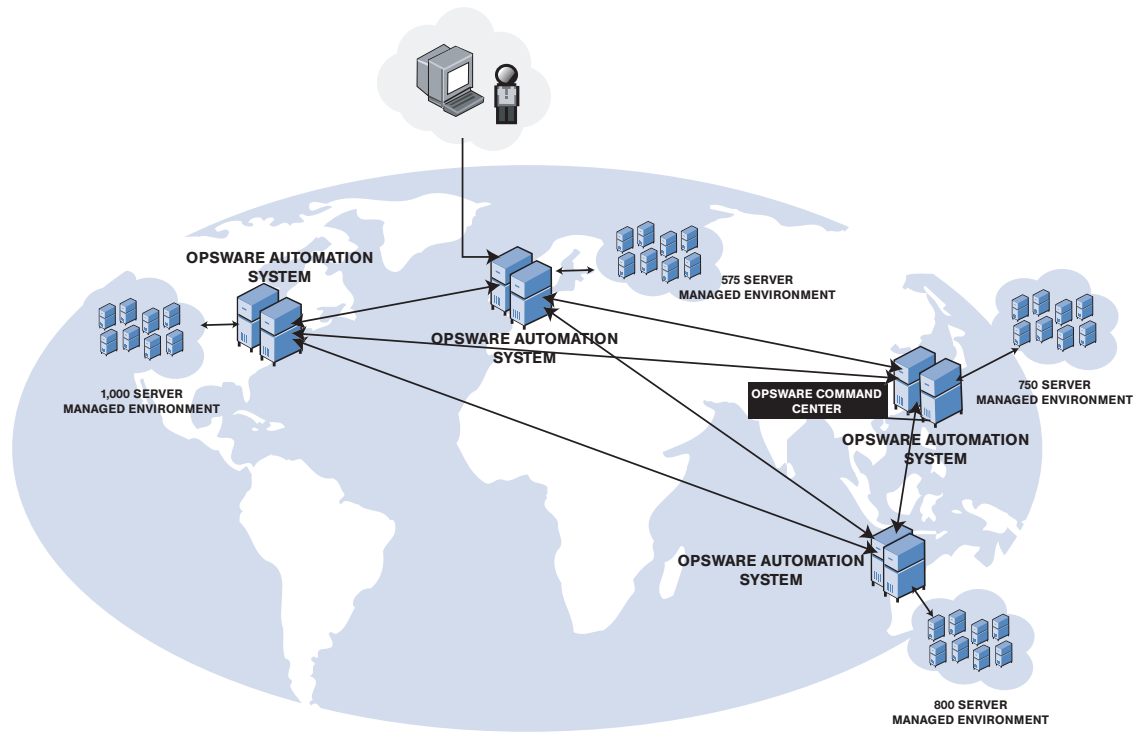 OPSWARE AUTOMATION
SYSTEM
575 SERVER
MANAGED ENVIRONMENT
OPSWARE AUTOMATION
SYSTEM
1,000 SERVER
MANAGED ENVIRONMENT
OPSWARE COMMAND
CENTER
750 SERVER
MANAGED ENVIRONMENT
OPSWARE AUTOMATION
SYSTEM
OPSWARE AUTOMATION
SYSTEM
800 SERVER
MANAGED ENVIRONMENT